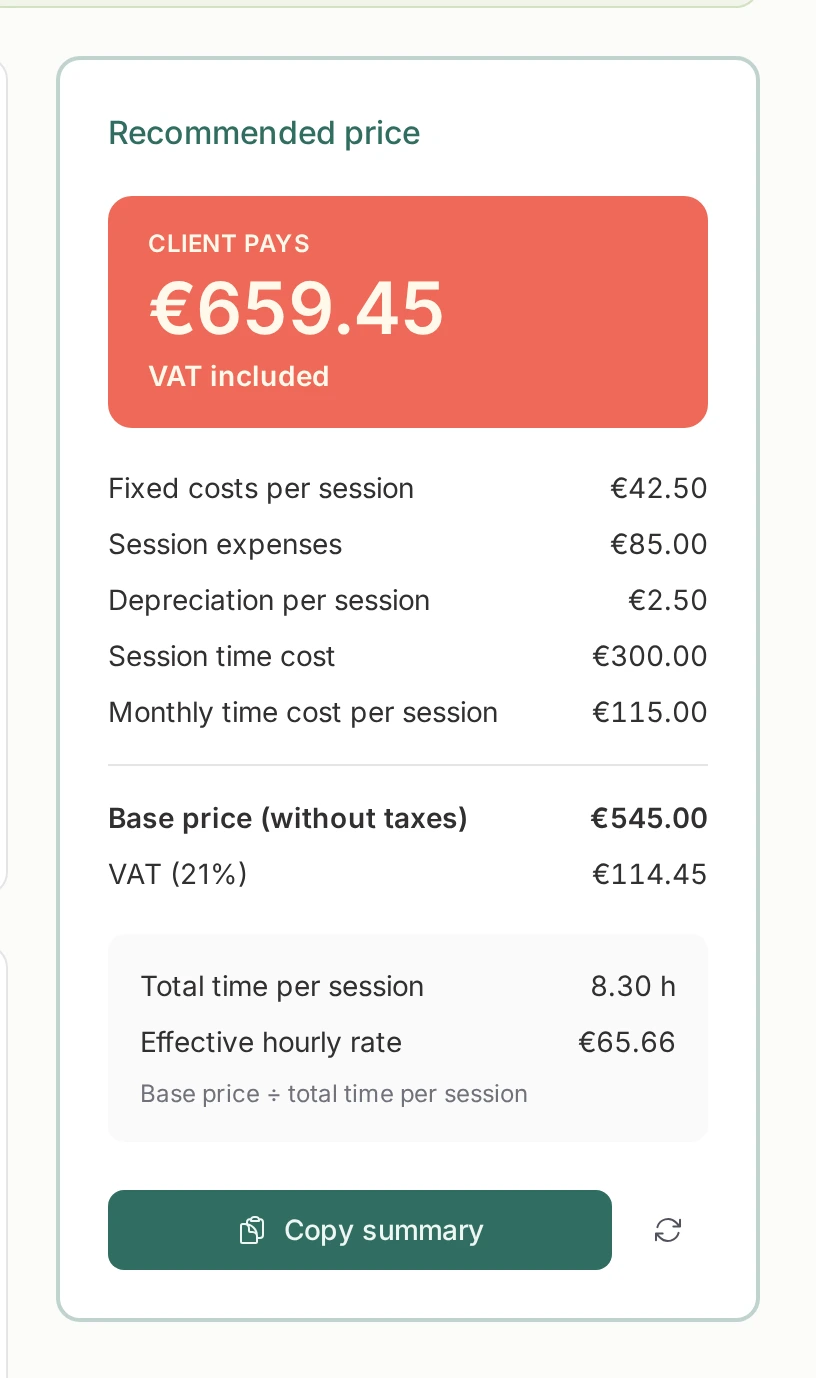 Recommended price
CLIENT PAYS
€659.45
VAT included
Fixed costs per session €42.50
Session expenses €85.00
Depreciation per session €2.50
Session time cost €300.00
Monthly time cost per session €115.00
Base price (without taxes) €545.00
VAT (21%) €114.45
Total time per session 8.30 h
Effective hourly rate €65.66
Base price ÷ total time per session
Copy summary